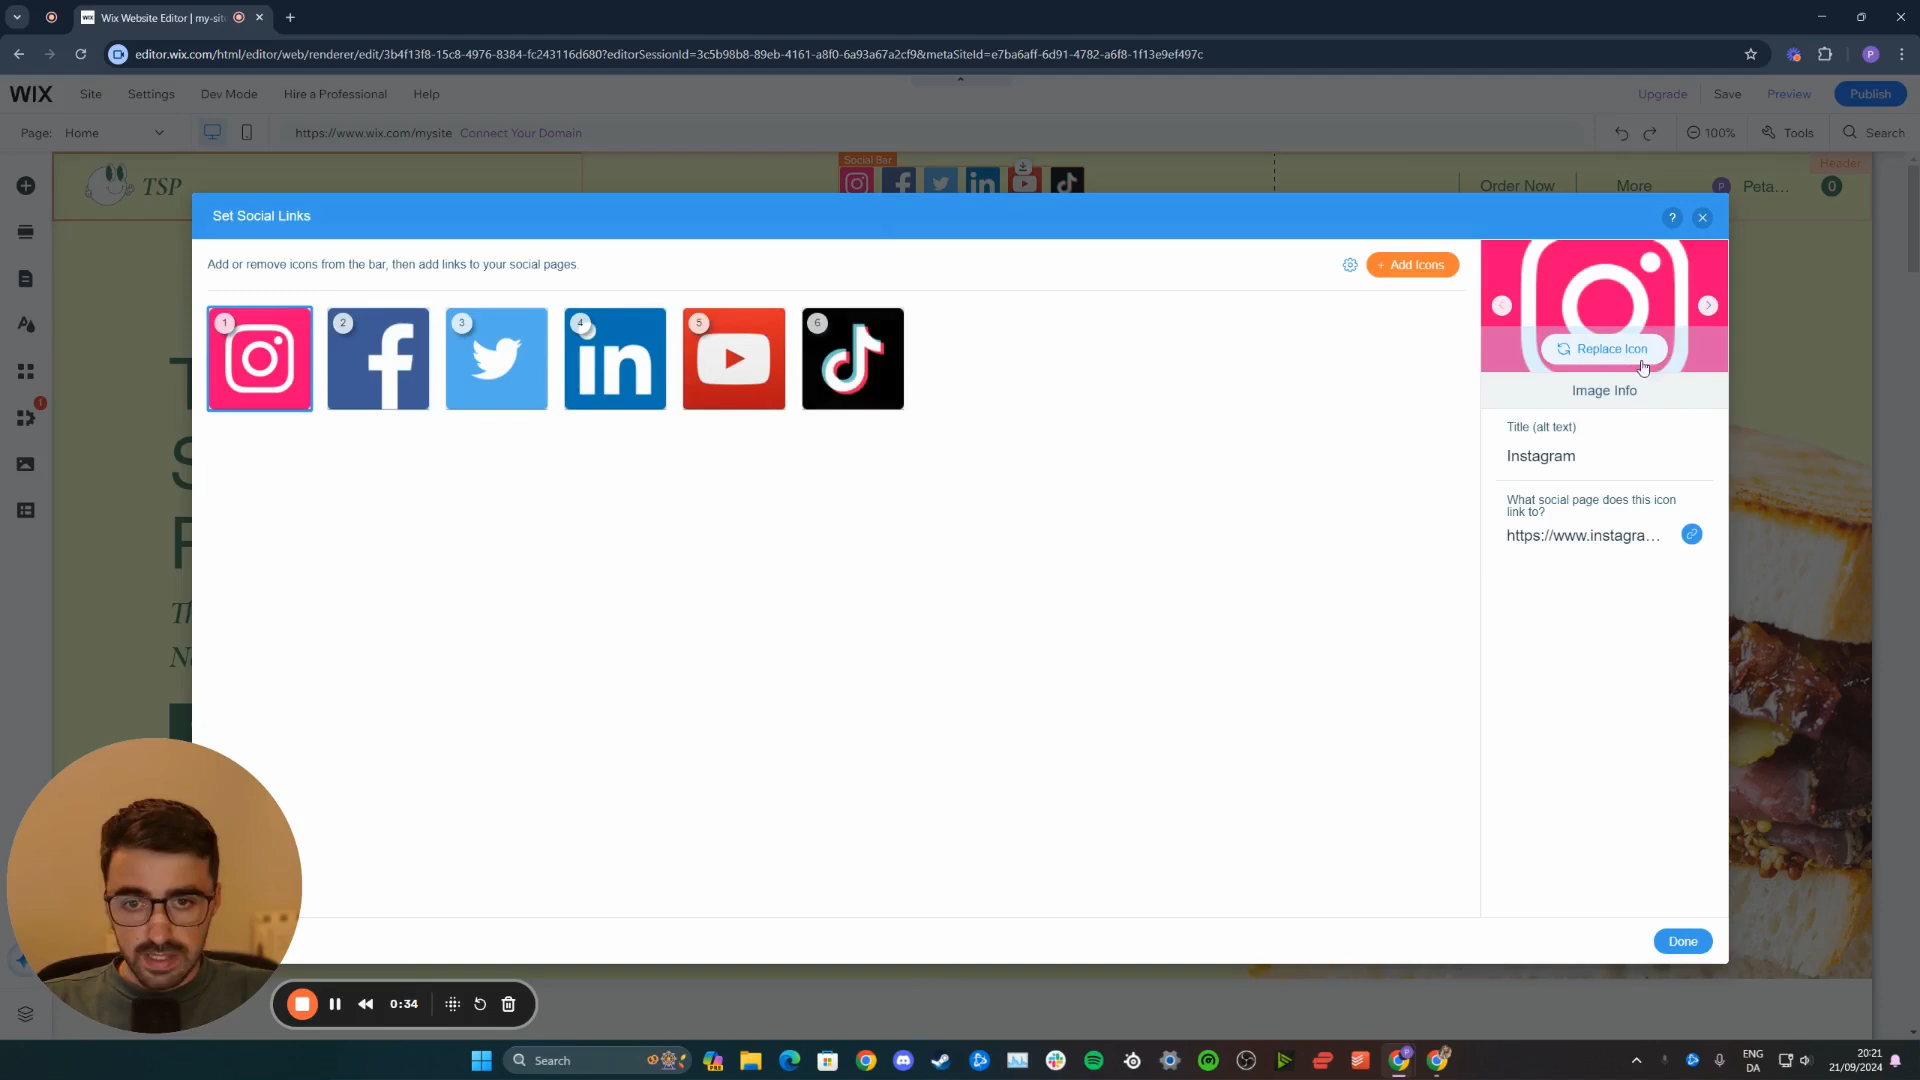 Wix Website Editor | my-sit
editor.wix.com/html/editor/web/renderer/edit/3b4f13f8-15c8-4976-8384-fc243116d680?editorSessionId=3c5b98b8-89eb-4161-a8f0-6a93a67a2cf9&metaSiteId=e7ba6aff-6d91-4782-a6f8-1f13e9ef497c
WIX Site Settings Dev Mode Hire a Professional Help Upgrade Save Preview Publish
Page: Home https://www.wix.com/mysite Connect Your Domain 100% Tools Search
Social Bar Header
TSP Order Now More Peta... 0
Set Social Links ?
Add or remove icons from the bar, then add links to your social pages. + Add Icons
1 2 3 4 5 6
Replace Icon
Image Info
Title (alt text)
Instagram
What social page does this icon
link to?
https://www.instagra...
Done
0:34
Search
ENG
DA
20:21
21/09/2024